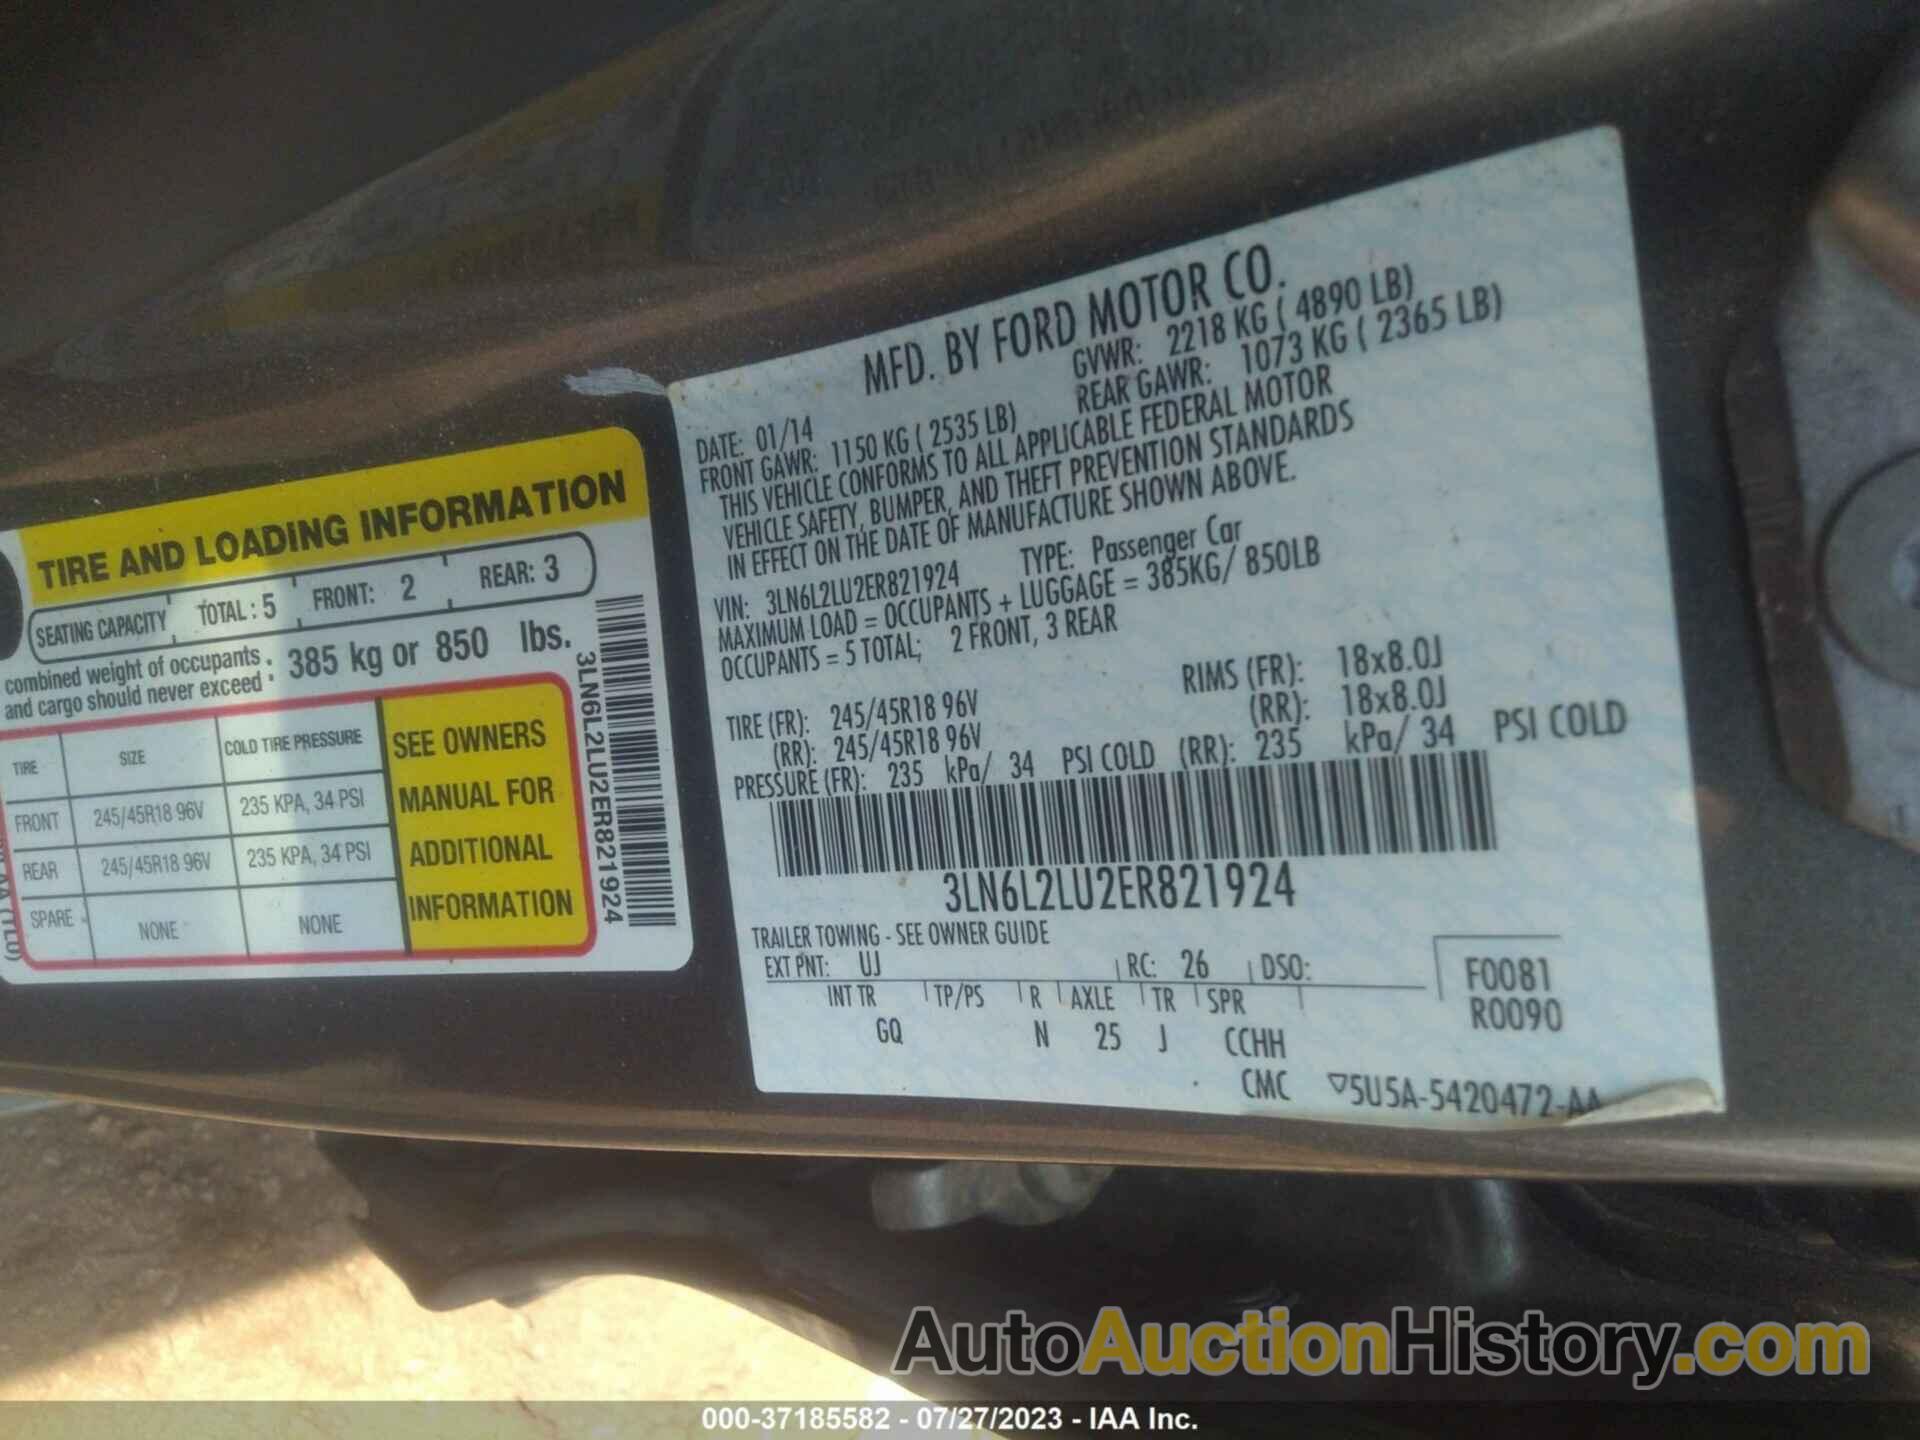 TIRE AND LOADING INFORMATION
SEATING CAPACITY TOTAL: 5 FRONT: 2 REAR: 3
combined weight of occupants
and cargo should never exceed : 385 kg or 850 lbs.
TIRE SIZE COLD TIRE PRESSURE
FRONT 245/45R18 96V 235 KPA, 34 PSI
REAR 245/45R18 96V 235 KPA, 34 PSI
SPARE NONE NONE
SEE OWNERS
MANUAL FOR
ADDITIONAL
INFORMATION
3LN6L2LU2ER821924
MFD. BY FORD MOTOR CO.
DATE: 01/14 GVWR: 2218 KG ( 4890 LB)
FRONT GAWR: 1150 KG ( 2535 LB) REAR GAWR: 1073 KG ( 2365 LB)
THIS VEHICLE CONFORMS TO ALL APPLICABLE FEDERAL MOTOR
VEHICLE SAFETY, BUMPER, AND THEFT PREVENTION STANDARDS
IN EFFECT ON THE DATE OF MANUFACTURE SHOWN ABOVE.
VIN: 3LN6L2LU2ER821924 TYPE: Passenger Car
MAXIMUM LOAD = OCCUPANTS + LUGGAGE = 385KG/ 850LB
OCCUPANTS = 5 TOTAL; 2 FRONT, 3 REAR
TIRE (FR): 245/45R18 96V RIMS (FR): 18x8.0J
(RR): 245/45R18 96V (RR): 18x8.0J
PRESSURE (FR): 235 kPa/ 34 PSI COLD (RR): 235 kPa/ 34 PSI COLD
3LN6L2LU2ER821924
TRAILER TOWING - SEE OWNER GUIDE
EXT PNT: UJ RC: 26 DSO: F0081
INT TR TP/PS R AXLE TR SPR R0090
GQ N 25 J CCHH
CMC ▽5U5A-5420472-AA
AutoAuctionHistory.com
000-37185582 - 07/27/2023 - IAA Inc.